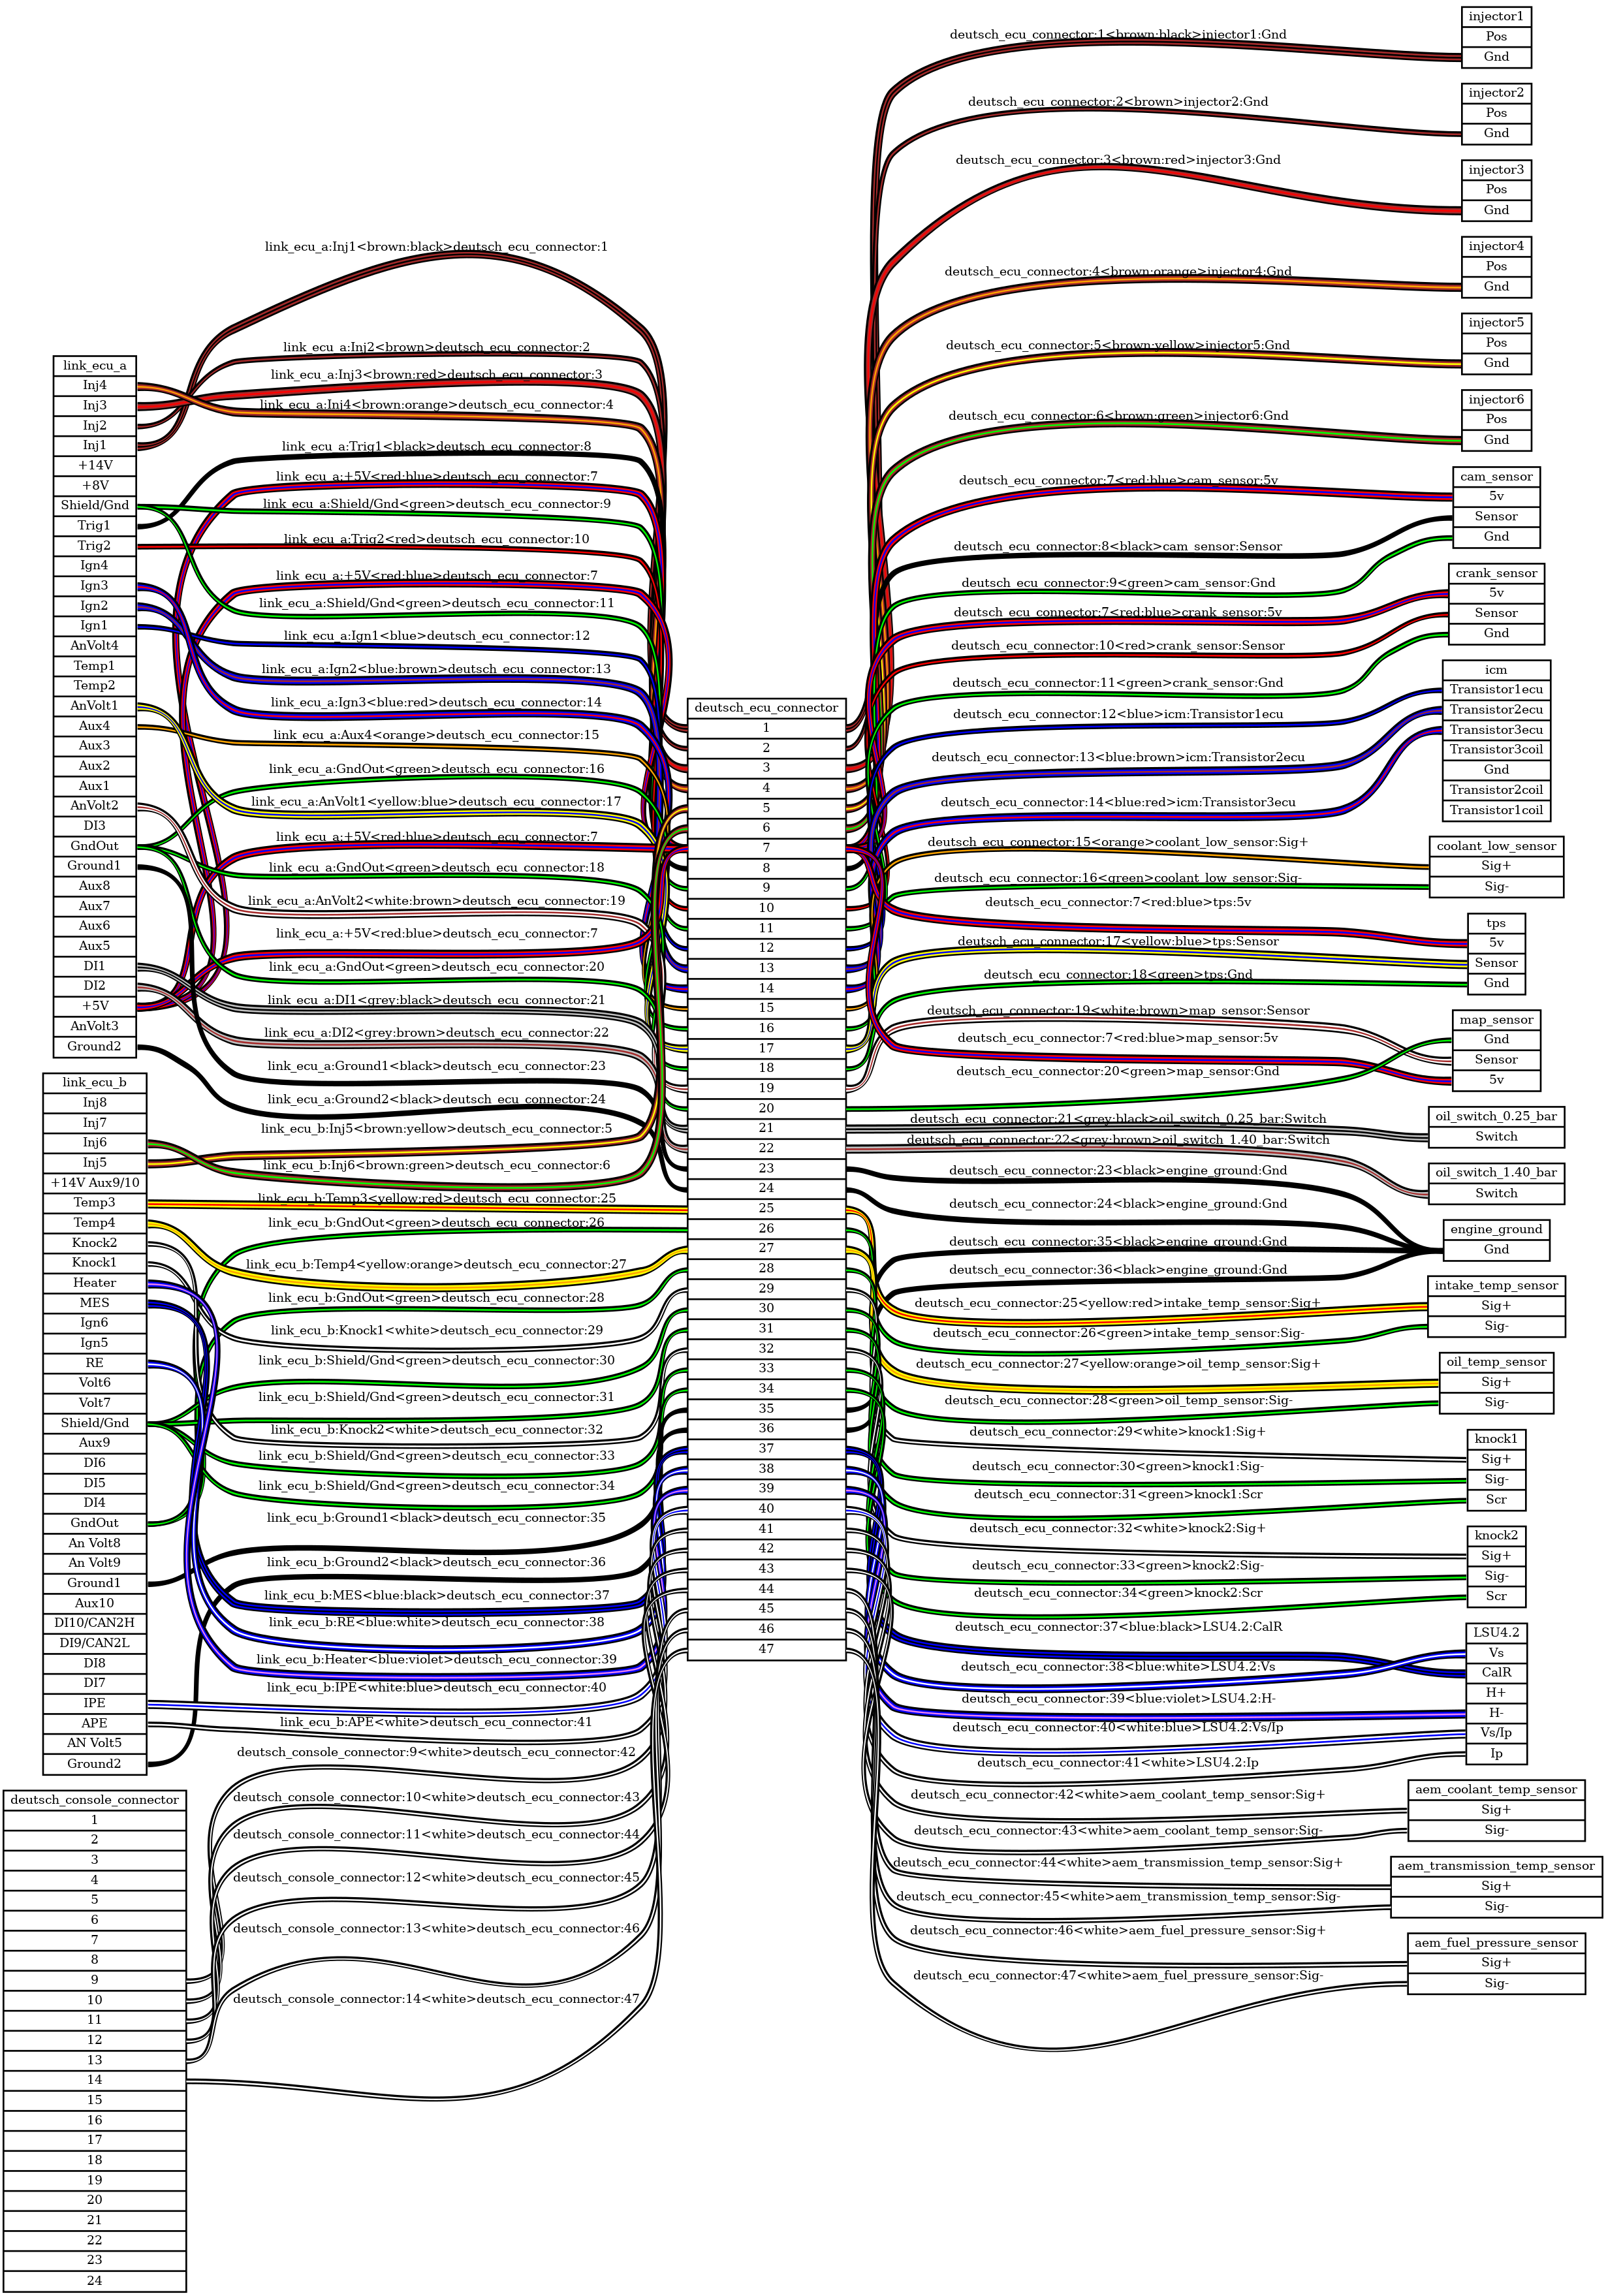 link_ecu_a
Inj4
Inj3
Inj2
Inj1
+14V
+8V
Shield/Gnd
Trig1
Trig2
Ign4
Ign3
Ign2
Ign1
AnVolt4
Temp1
Temp2
AnVolt1
Aux4
Aux3
Aux2
Aux1
AnVolt2
DI3
GndOut
Ground1
Aux8
Aux7
Aux6
Aux5
DI1
DI2
+5V
AnVolt3
Ground2
link_ecu_b
Inj8
Inj7
Inj6
Inj5
+14V Aux9/10
Temp3
Temp4
Knock2
Knock1
Heater
MES
Ign6
Ign5
RE
Volt6
Volt7
Shield/Gnd
Aux9
DI6
DI5
DI4
GndOut
An Volt8
An Volt9
Ground1
Aux10
DI10/CAN2H
DI9/CAN2L
DI8
DI7
IPE
APE
AN Volt5
Ground2
deutsch_console_connector
1
2
3
4
5
6
7
8
9
10
11
12
13
14
15
16
17
18
19
20
21
22
23
24
link_ecu_a:Inj1<brown:black>deutsch_ecu_connector:1
link_ecu_a:Inj2<brown>deutsch_ecu_connector:2
link_ecu_a:Inj3<brown:red>deutsch_ecu_connector:3
link_ecu_a:Inj4<brown:orange>deutsch_ecu_connector:4
link_ecu_a:Trig1<black>deutsch_ecu_connector:8
link_ecu_a:+5V<red:blue>deutsch_ecu_connector:7
link_ecu_a:Shield/Gnd<green>deutsch_ecu_connector:9
link_ecu_a:Trig2<red>deutsch_ecu_connector:10
link_ecu_a:+5V<red:blue>deutsch_ecu_connector:7
link_ecu_a:Shield/Gnd<green>deutsch_ecu_connector:11
link_ecu_a:Ign1<blue>deutsch_ecu_connector:12
link_ecu_a:Ign2<blue:brown>deutsch_ecu_connector:13
link_ecu_a:Ign3<blue:red>deutsch_ecu_connector:14
link_ecu_a:Aux4<orange>deutsch_ecu_connector:15
link_ecu_a:GndOut<green>deutsch_ecu_connector:16
link_ecu_a:AnVolt1<yellow:blue>deutsch_ecu_connector:17
link_ecu_a:+5V<red:blue>deutsch_ecu_connector:7
link_ecu_a:GndOut<green>deutsch_ecu_connector:18
link_ecu_a:AnVolt2<white:brown>deutsch_ecu_connector:19
link_ecu_a:+5V<red:blue>deutsch_ecu_connector:7
link_ecu_a:GndOut<green>deutsch_ecu_connector:20
link_ecu_a:DI1<grey:black>deutsch_ecu_connector:21
link_ecu_a:DI2<grey:brown>deutsch_ecu_connector:22
link_ecu_a:Ground1<black>deutsch_ecu_connector:23
link_ecu_a:Ground2<black>deutsch_ecu_connector:24
link_ecu_b:Inj5<brown:yellow>deutsch_ecu_connector:5
link_ecu_b:Inj6<brown:green>deutsch_ecu_connector:6
link_ecu_b:Temp3<yellow:red>deutsch_ecu_connector:25
link_ecu_b:GndOut<green>deutsch_ecu_connector:26
link_ecu_b:Temp4<yellow:orange>deutsch_ecu_connector:27
link_ecu_b:GndOut<green>deutsch_ecu_connector:28
link_ecu_b:Knock1<white>deutsch_ecu_connector:29
link_ecu_b:Shield/Gnd<green>deutsch_ecu_connector:30
link_ecu_b:Shield/Gnd<green>deutsch_ecu_connector:31
link_ecu_b:Knock2<white>deutsch_ecu_connector:32
link_ecu_b:Shield/Gnd<green>deutsch_ecu_connector:33
link_ecu_b:Shield/Gnd<green>deutsch_ecu_connector:34
link_ecu_b:Ground1<black>deutsch_ecu_connector:35
link_ecu_b:Ground2<black>deutsch_ecu_connector:36
link_ecu_b:MES<blue:black>deutsch_ecu_connector:37
link_ecu_b:RE<blue:white>deutsch_ecu_connector:38
link_ecu_b:Heater<blue:violet>deutsch_ecu_connector:39
link_ecu_b:IPE<white:blue>deutsch_ecu_connector:40
link_ecu_b:APE<white>deutsch_ecu_connector:41
deutsch_console_connector:9<white>deutsch_ecu_connector:42
deutsch_console_connector:10<white>deutsch_ecu_connector:43
deutsch_console_connector:11<white>deutsch_ecu_connector:44
deutsch_console_connector:12<white>deutsch_ecu_connector:45
deutsch_console_connector:13<white>deutsch_ecu_connector:46
deutsch_console_connector:14<white>deutsch_ecu_connector:47
deutsch_ecu_connector
1
2
3
4
5
6
7
8
9
10
11
12
13
14
15
16
17
18
19
20
21
22
23
24
25
26
27
28
29
30
31
32
33
34
35
36
37
38
39
40
41
42
43
44
45
46
47
deutsch_ecu_connector:1<brown:black>injector1:Gnd
deutsch_ecu_connector:2<brown>injector2:Gnd
deutsch_ecu_connector:3<brown:red>injector3:Gnd
deutsch_ecu_connector:4<brown:orange>injector4:Gnd
deutsch_ecu_connector:5<brown:yellow>injector5:Gnd
deutsch_ecu_connector:6<brown:green>injector6:Gnd
deutsch_ecu_connector:7<red:blue>cam_sensor:5v
deutsch_ecu_connector:8<black>cam_sensor:Sensor
deutsch_ecu_connector:9<green>cam_sensor:Gnd
deutsch_ecu_connector:7<red:blue>crank_sensor:5v
deutsch_ecu_connector:10<red>crank_sensor:Sensor
deutsch_ecu_connector:11<green>crank_sensor:Gnd
deutsch_ecu_connector:12<blue>icm:Transistor1ecu
deutsch_ecu_connector:13<blue:brown>icm:Transistor2ecu
deutsch_ecu_connector:14<blue:red>icm:Transistor3ecu
deutsch_ecu_connector:15<orange>coolant_low_sensor:Sig+
deutsch_ecu_connector:16<green>coolant_low_sensor:Sig-
deutsch_ecu_connector:7<red:blue>tps:5v
deutsch_ecu_connector:17<yellow:blue>tps:Sensor
deutsch_ecu_connector:18<green>tps:Gnd
deutsch_ecu_connector:19<white:brown>map_sensor:Sensor
deutsch_ecu_connector:7<red:blue>map_sensor:5v
deutsch_ecu_connector:20<green>map_sensor:Gnd
deutsch_ecu_connector:21<grey:black>oil_switch_0.25_bar:Switch
deutsch_ecu_connector:22<grey:brown>oil_switch_1.40_bar:Switch
deutsch_ecu_connector:23<black>engine_ground:Gnd
deutsch_ecu_connector:24<black>engine_ground:Gnd
deutsch_ecu_connector:35<black>engine_ground:Gnd
deutsch_ecu_connector:36<black>engine_ground:Gnd
deutsch_ecu_connector:25<yellow:red>intake_temp_sensor:Sig+
deutsch_ecu_connector:26<green>intake_temp_sensor:Sig-
deutsch_ecu_connector:27<yellow:orange>oil_temp_sensor:Sig+
deutsch_ecu_connector:28<green>oil_temp_sensor:Sig-
deutsch_ecu_connector:29<white>knock1:Sig+
deutsch_ecu_connector:30<green>knock1:Sig-
deutsch_ecu_connector:31<green>knock1:Scr
deutsch_ecu_connector:32<white>knock2:Sig+
deutsch_ecu_connector:33<green>knock2:Sig-
deutsch_ecu_connector:34<green>knock2:Scr
deutsch_ecu_connector:37<blue:black>LSU4.2:CalR
deutsch_ecu_connector:38<blue:white>LSU4.2:Vs
deutsch_ecu_connector:39<blue:violet>LSU4.2:H-
deutsch_ecu_connector:40<white:blue>LSU4.2:Vs/Ip
deutsch_ecu_connector:41<white>LSU4.2:Ip
deutsch_ecu_connector:42<white>aem_coolant_temp_sensor:Sig+
deutsch_ecu_connector:43<white>aem_coolant_temp_sensor:Sig-
deutsch_ecu_connector:44<white>aem_transmission_temp_sensor:Sig+
deutsch_ecu_connector:45<white>aem_transmission_temp_sensor:Sig-
deutsch_ecu_connector:46<white>aem_fuel_pressure_sensor:Sig+
deutsch_ecu_connector:47<white>aem_fuel_pressure_sensor:Sig-
injector1
Pos
Gnd
injector2
Pos
Gnd
injector3
Pos
Gnd
injector4
Pos
Gnd
injector5
Pos
Gnd
injector6
Pos
Gnd
cam_sensor
5v
Sensor
Gnd
crank_sensor
5v
Sensor
Gnd
icm
Transistor1ecu
Transistor2ecu
Transistor3ecu
Transistor3coil
Gnd
Transistor2coil
Transistor1coil
coolant_low_sensor
Sig+
Sig-
tps
5v
Sensor
Gnd
map_sensor
Gnd
Sensor
5v
oil_switch_0.25_bar
Switch
oil_switch_1.40_bar
Switch
engine_ground
Gnd
intake_temp_sensor
Sig+
Sig-
oil_temp_sensor
Sig+
Sig-
knock1
Sig+
Sig-
Scr
knock2
Sig+
Sig-
Scr
LSU4.2
Vs
CalR
H+
H-
Vs/Ip
Ip
aem_coolant_temp_sensor
Sig+
Sig-
aem_transmission_temp_sensor
Sig+
Sig-
aem_fuel_pressure_sensor
Sig+
Sig-